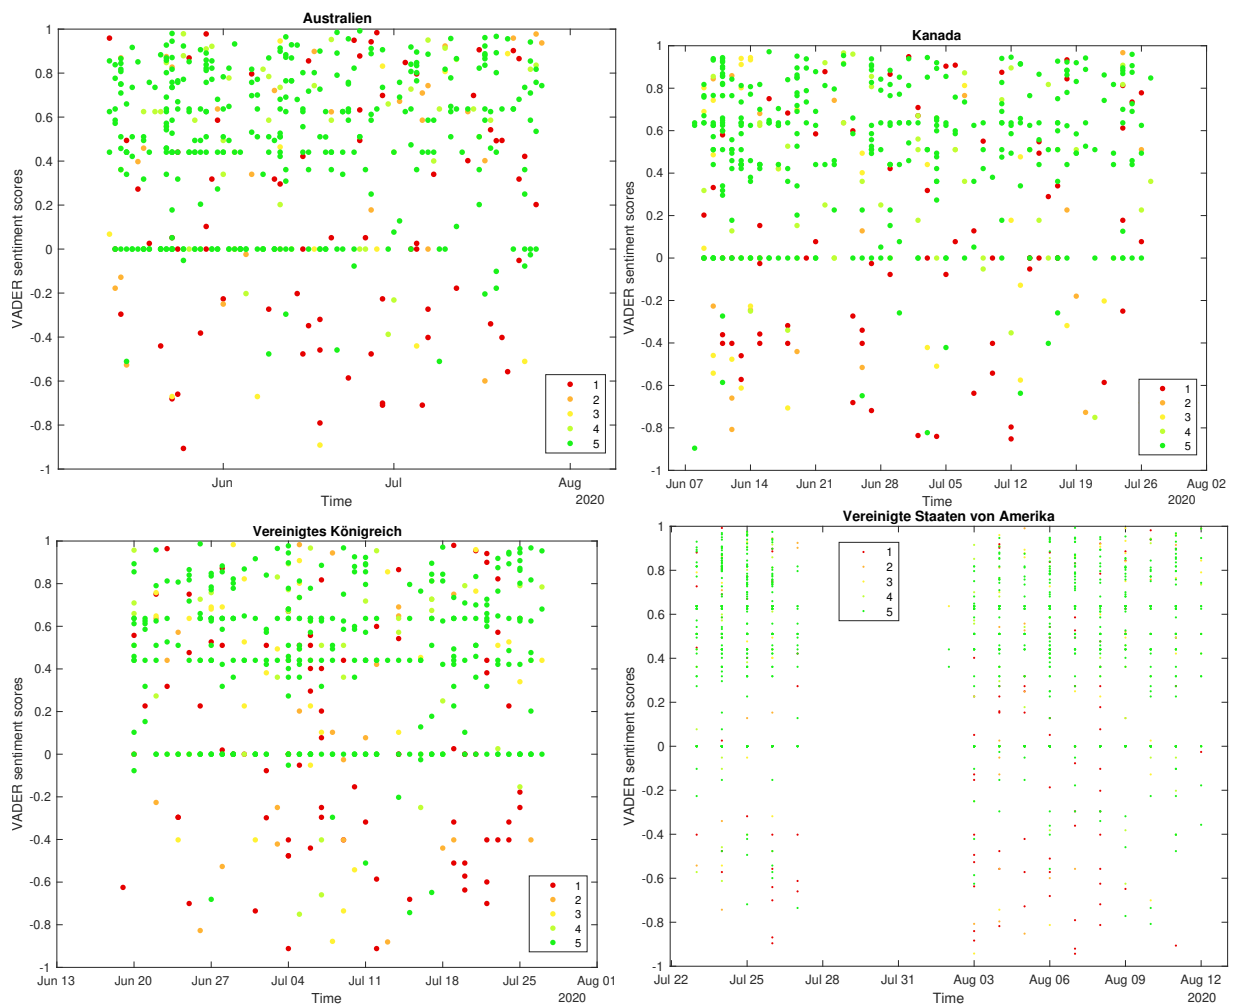 Australien
VADER sentiment scores
1
0.8
0.6
0.4
0.2
0
-0.2
-0.4
-0.6
-0.8
-1
1
2
3
4
5
Jun
Jul
Aug
Time
2020
Kanada
VADER sentiment scores
1
0.8
0.6
0.4
0.2
0
-0.2
-0.4
-0.6
-0.8
-1
1
2
3
4
5
Jun 07
Jun 14
Jun 21
Jun 28
Jul 05
Jul 12
Jul 19
Jul 26
Aug 02
Time
2020
Vereinigtes Königreich
VADER sentiment scores
1
0.8
0.6
0.4
0.2
0
-0.2
-0.4
-0.6
-0.8
-1
1
2
3
4
5
Jun 13
Jun 20
Jun 27
Jul 04
Jul 11
Jul 18
Jul 25
Aug 01
Time
2020
Vereinigte Staaten von Amerika
VADER sentiment scores
1
0.8
0.6
0.4
0.2
0
-0.2
-0.4
-0.6
-0.8
-1
1
2
3
4
5
Jul 22
Jul 25
Jul 28
Jul 31
Aug 03
Aug 06
Aug 09
Aug 12
Time
2020